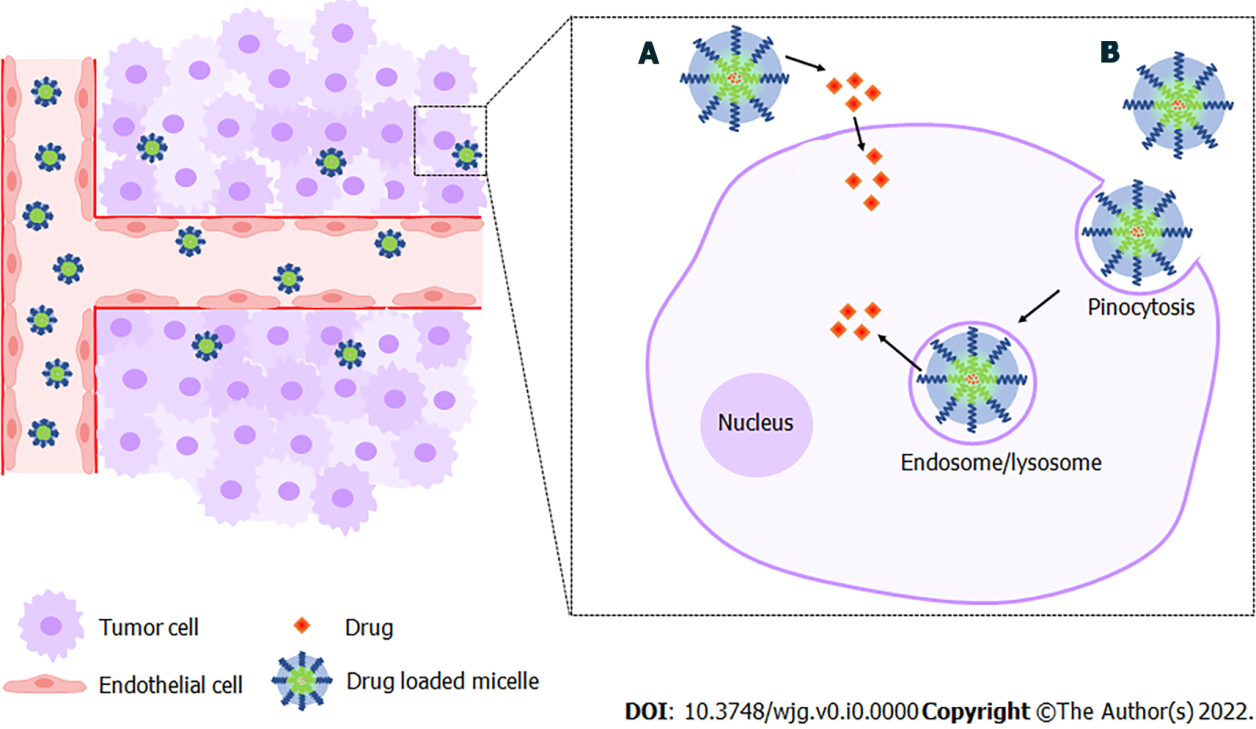 A
B
Pinocytosis
Nucleus
Endosome/lysosome
Tumor cell
Drug
Endothelial cell
Drug loaded micelle
DOI: 10.3748/wjg.v0.i0.0000 Copyright ©The Author(s) 2022.